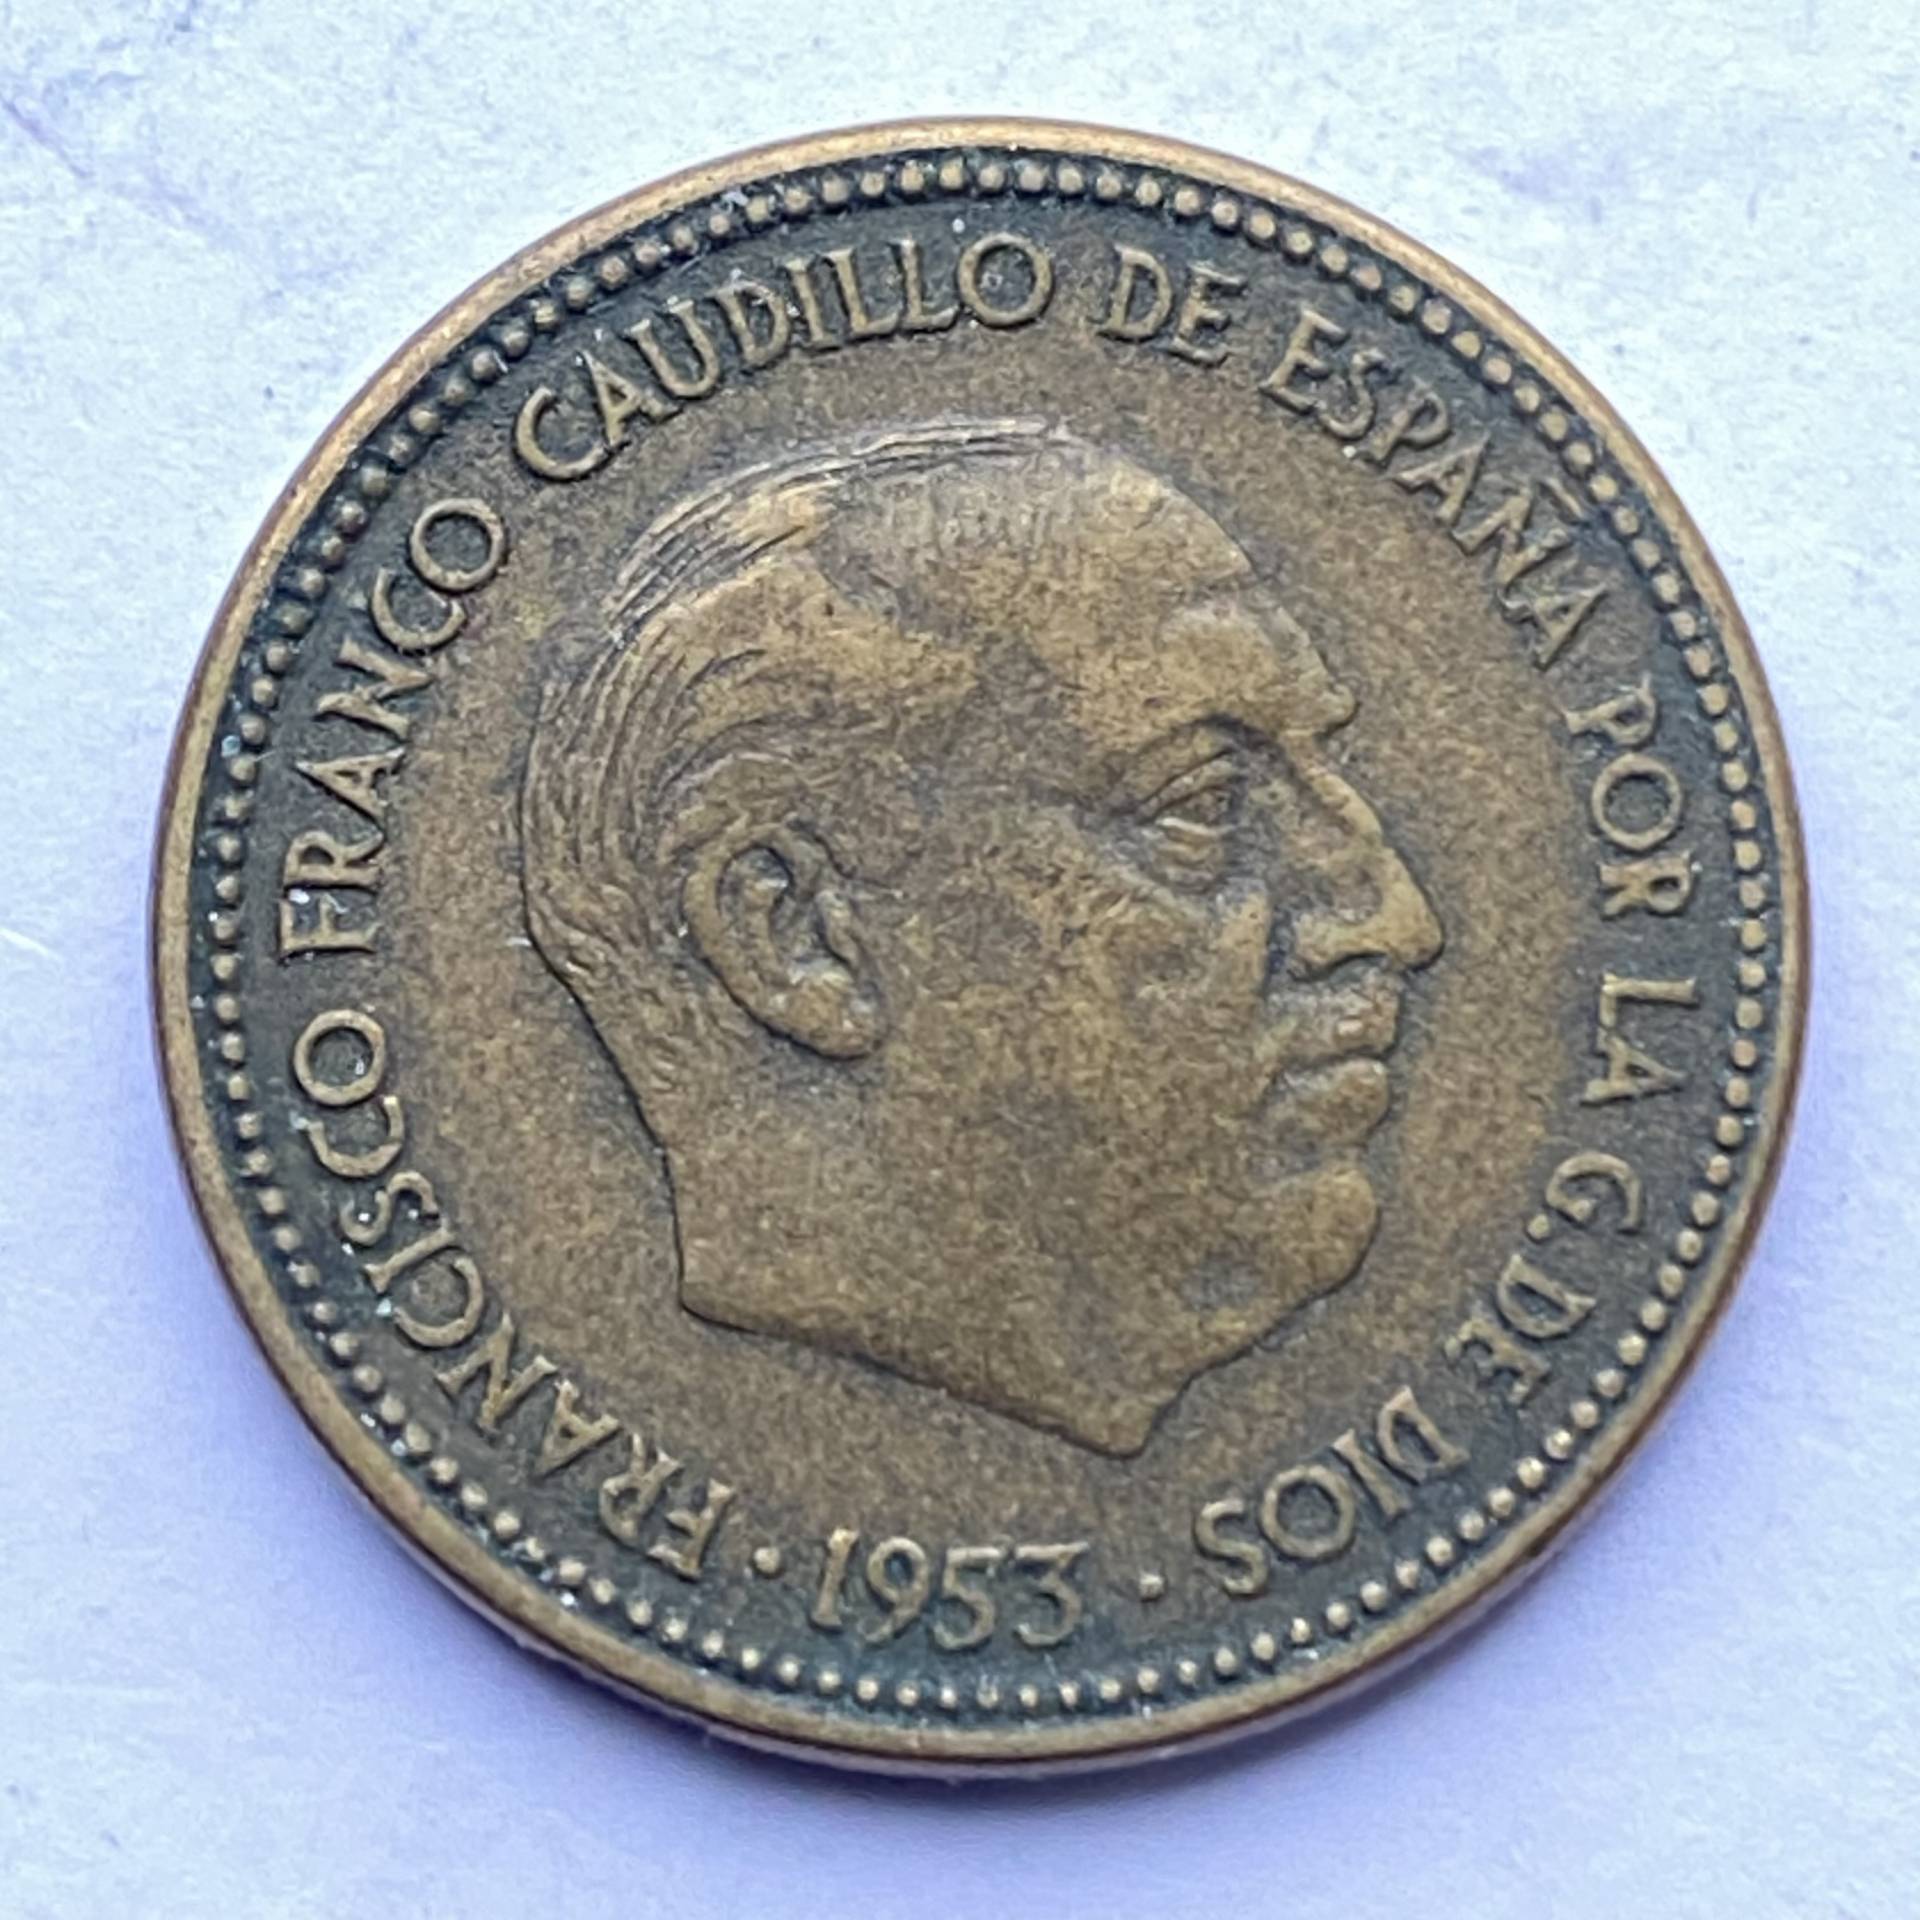 FRANCISCO FRANCO CAUDILLO DE ESPAÑA POR LA G. DE DIOS
· 1953 ·